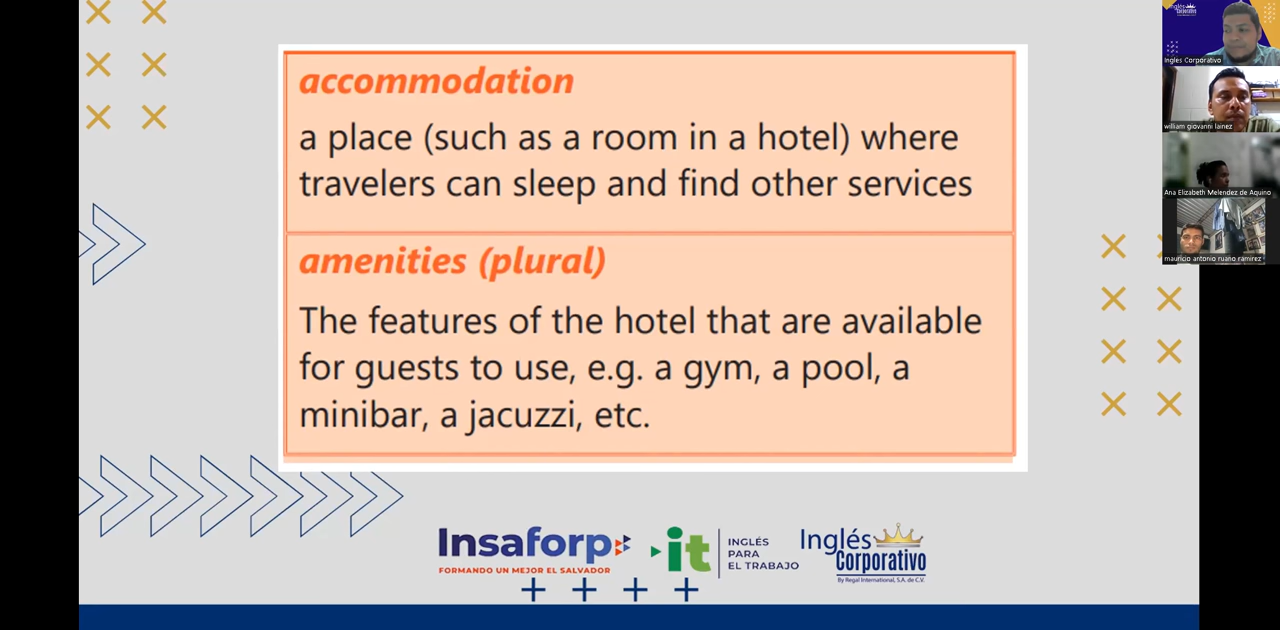 accommodation
a place (such as a room in a hotel) where
travelers can sleep and find other services
amenities (plural)
The features of the hotel that are available
for guests to use, e.g. a gym, a pool, a
minibar, a jacuzzi, etc.
Insaforp
FORMANDO UN MEJOR EL SALVADOR
it
INGLÉS
PARA
EL TRABAJO
Inglés
Corporativo
By Regal International, S.A. de C.V.
Ingles Corporativo
william giovanni lainez
Ana Elizabeth Melendez de Aquino
mauricio antonio ruano ramirez